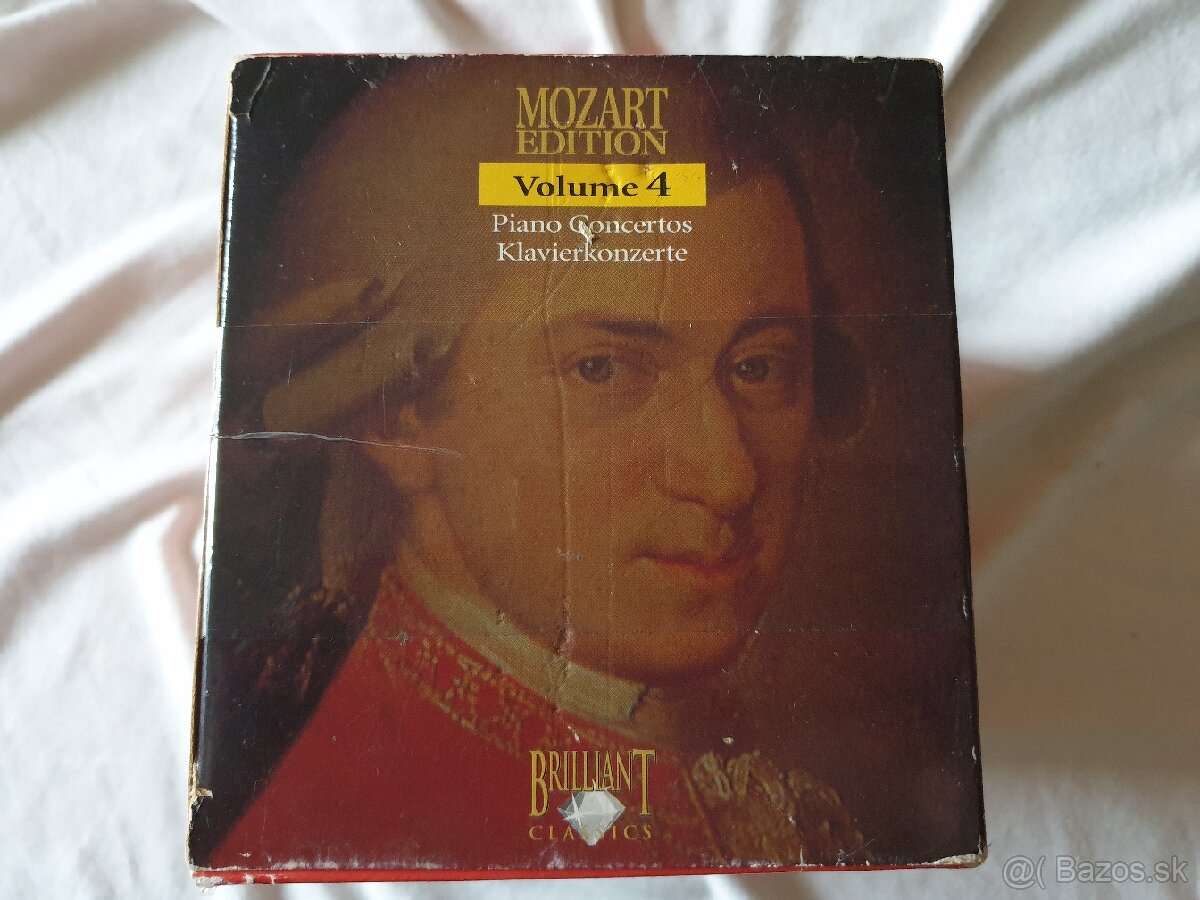 MOZART
EDITION
Volume 4
Piano Concertos
Klavierkonzerte
BRILLIANT
CLASSICS
@( Bazos.sk